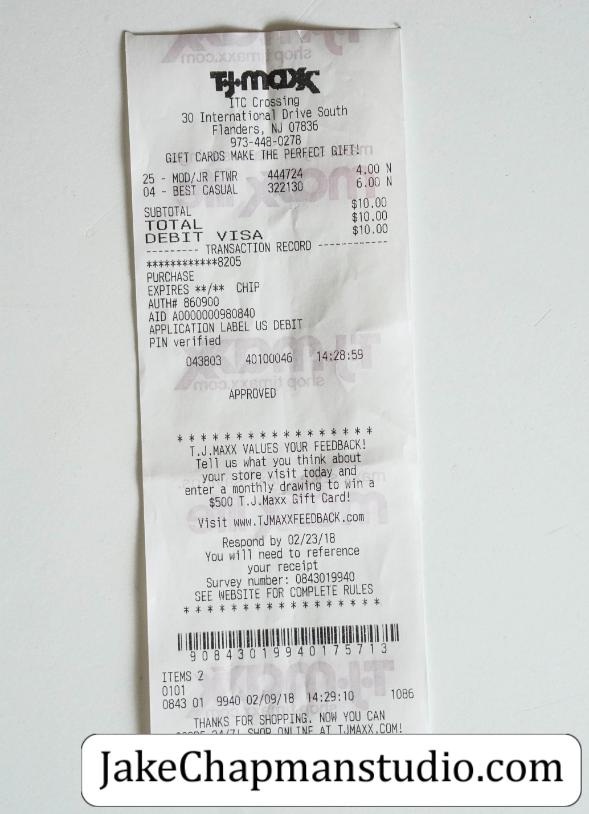 T·J·maxx
ITC Crossing
30 International Drive South
Flanders, NJ 07836
973-448-0278
GIFT CARDS MAKE THE PERFECT GIFT!
25 - MOD/JR FTWR 444724 4.00 N
04 - BEST CASUAL 322130 6.00 N
SUBTOTAL $10.00
TOTAL $10.00
DEBIT VISA $10.00
--------- TRANSACTION RECORD ------------
************8205
PURCHASE
EXPIRES **/** CHIP
AUTH# 860900
AID A0000000980840
APPLICATION LABEL US DEBIT
PIN verified
043803 40100046 14:28:59
APPROVED
* * * * * * * * * * * * * * * * * *
T.J.MAXX VALUES YOUR FEEDBACK!
Tell us what you think about
your store visit today and
enter a monthly drawing to win a
$500 T.J.Maxx Gift Card!
Visit www.TJMAXXFEEDBACK.com
Respond by 02/23/18
You will need to reference
your receipt
Survey number: 0843019940
SEE WEBSITE FOR COMPLETE RULES
* * * * * * * * * * * * * * * * * *
90843019940175713
ITEMS 2
0101
0843 01 9940 02/09/18 14:29:10 1086
THANKS FOR SHOPPING. NOW YOU CAN
24/7! SHOP ONLINE AT TJMAXX.COM!
JakeChapmanstudio.com